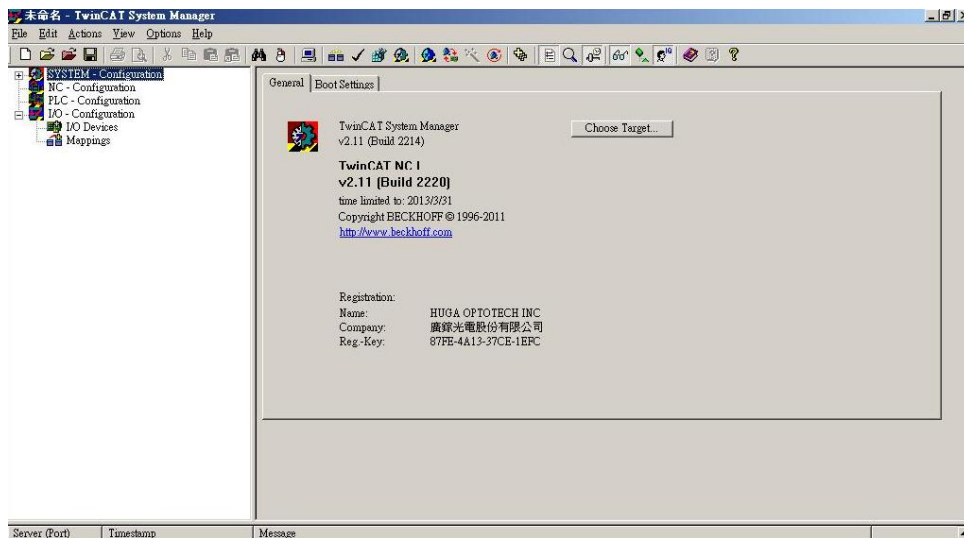 未命名 - TwinCAT System Manager
File Edit Actions View Options Help
SYSTEM - Configuration
NC - Configuration
PLC - Configuration
I/O - Configuration
I/O Devices
Mappings
General Boot Settings
TwinCAT System Manager
v2.11 (Build 2214)
Choose Target...
TwinCAT NC I
v2.11 (Build 2220)
time limited to: 2013/3/31
Copyright BECKHOFF © 1996-2011
http://www.beckhoff.com
Registration:
Name: HUGA OPTOTECH INC
Company: 廣鎵光電股份有限公司
Reg.-Key: 87FE-4A13-37CE-1EFC
Server (Port) Timestamp Message